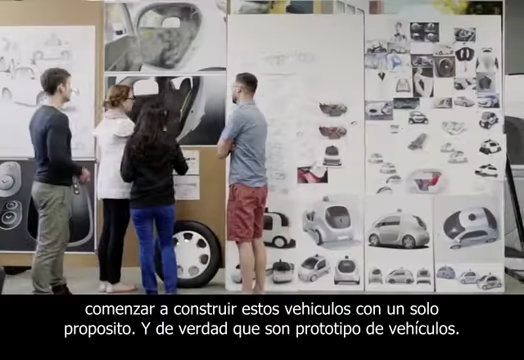 comenzar a construir estos vehiculos con un solo
proposito. Y de verdad que son prototipo de vehículos.